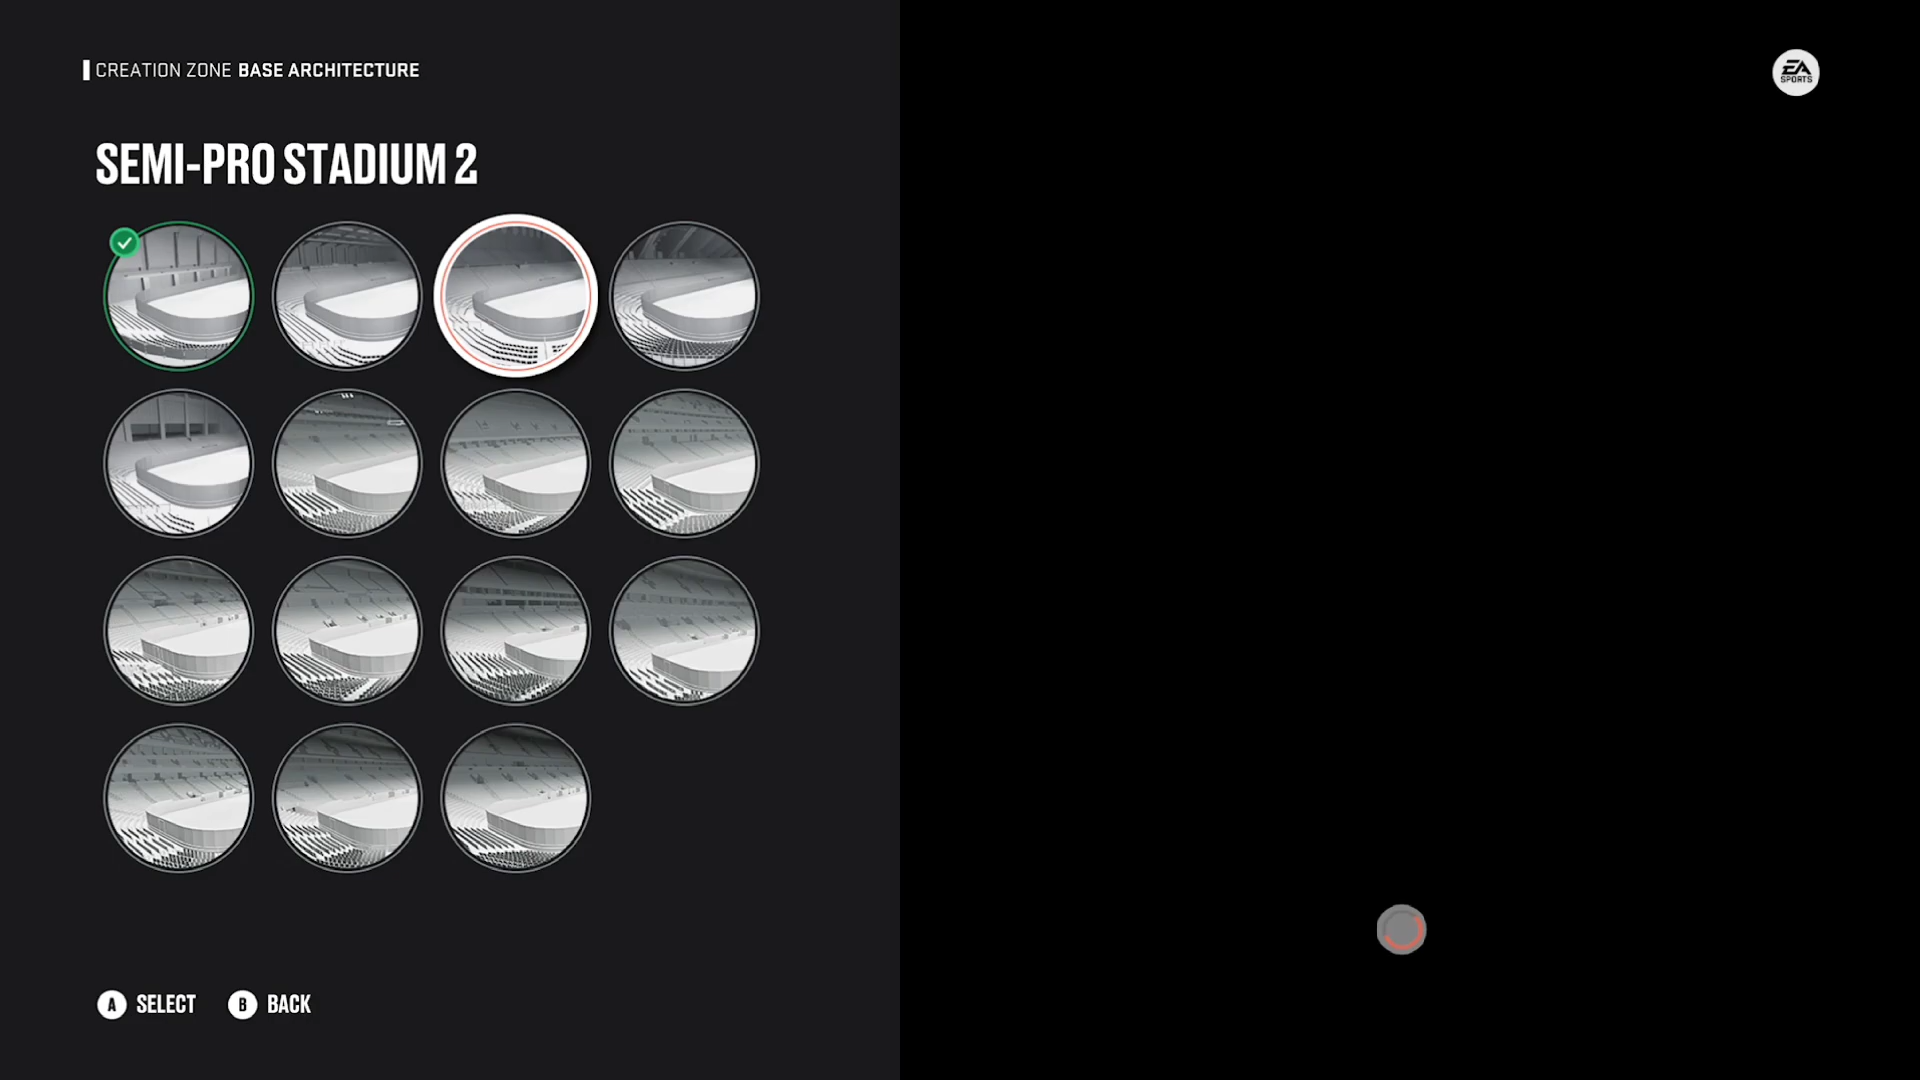 CREATION ZONE BASE ARCHITECTURE
EA
SPORTS
SEMI-PRO STADIUM 2
A SELECT B BACK